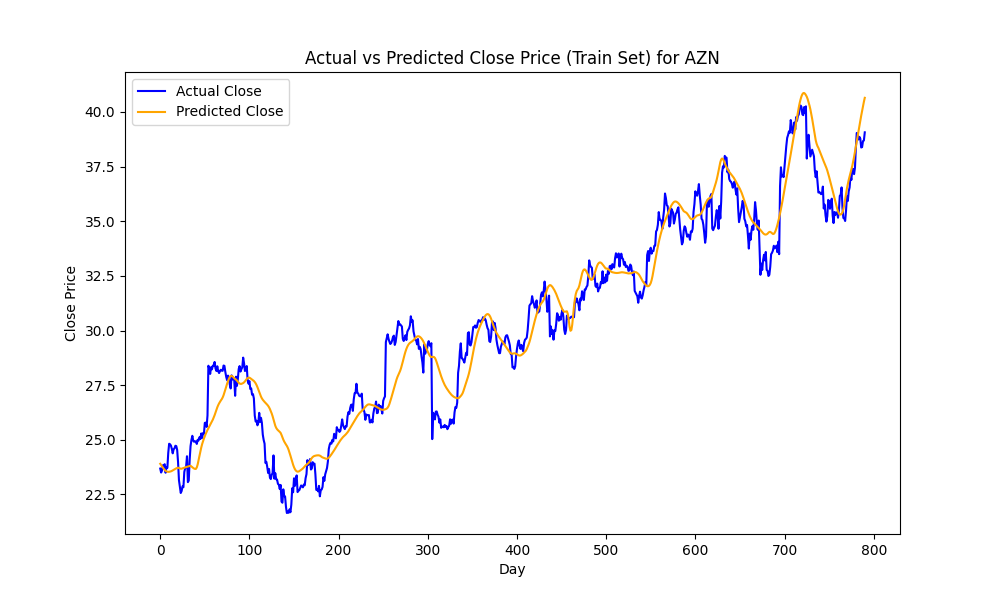 Actual vs Predicted Close Price (Train Set) for AZN
Actual Close
Predicted Close
Close Price
40.0
37.5
35.0
32.5
30.0
27.5
25.0
22.5
0 100 200 300 400 500 600 700 800
Day